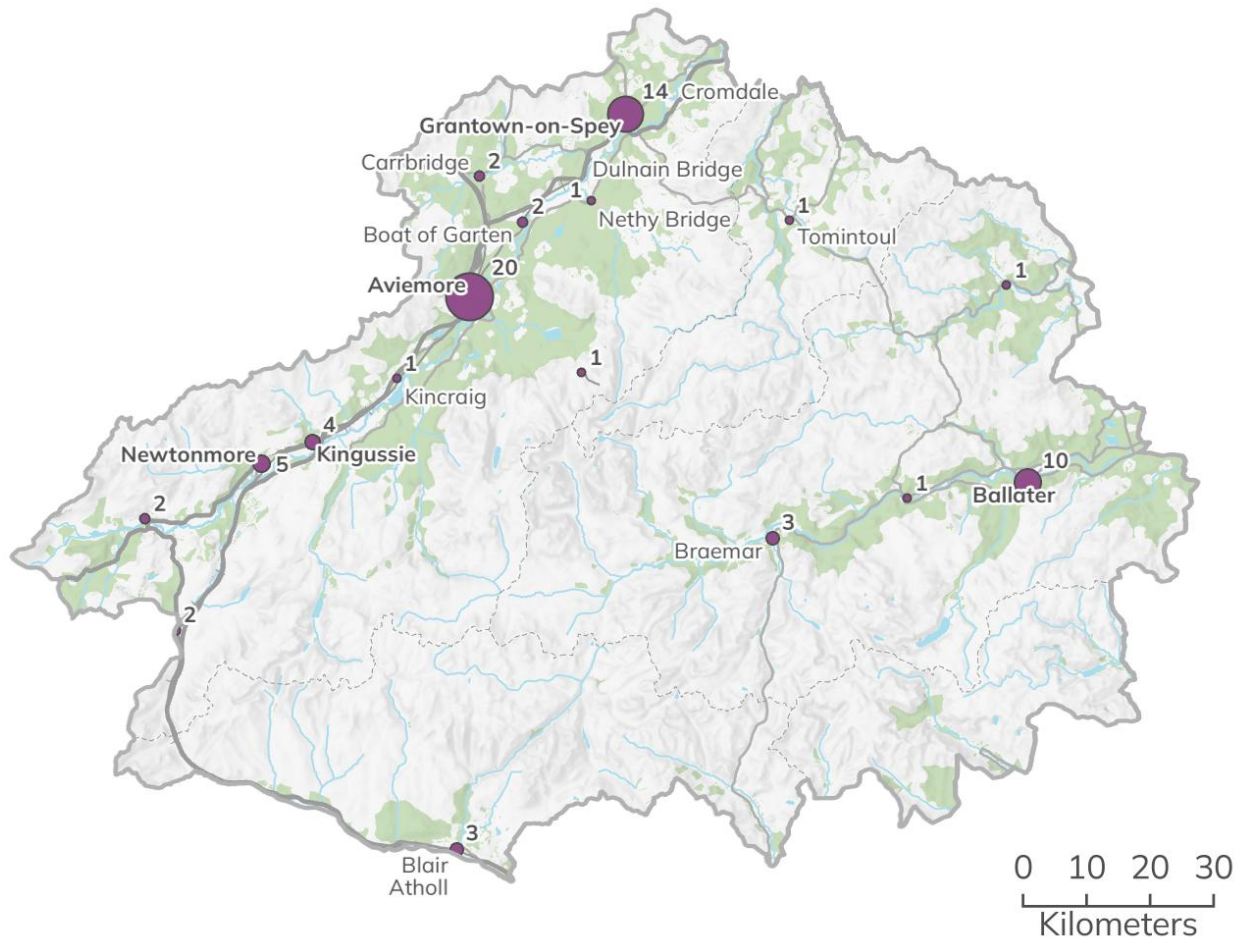 14 Cromdale
Grantown-on-Spey
Carrbridge 2
Dulnain Bridge
1
Nethy Bridge
2
Boat of Garten
1
Tomintoul
20
Aviemore
1
1
1
Kincraig
4
Kingussie
Newtonmore
5
10
Ballater
1
2
3
Braemar
2
3
Blair
Atholl
0 10 20 30
Kilometers